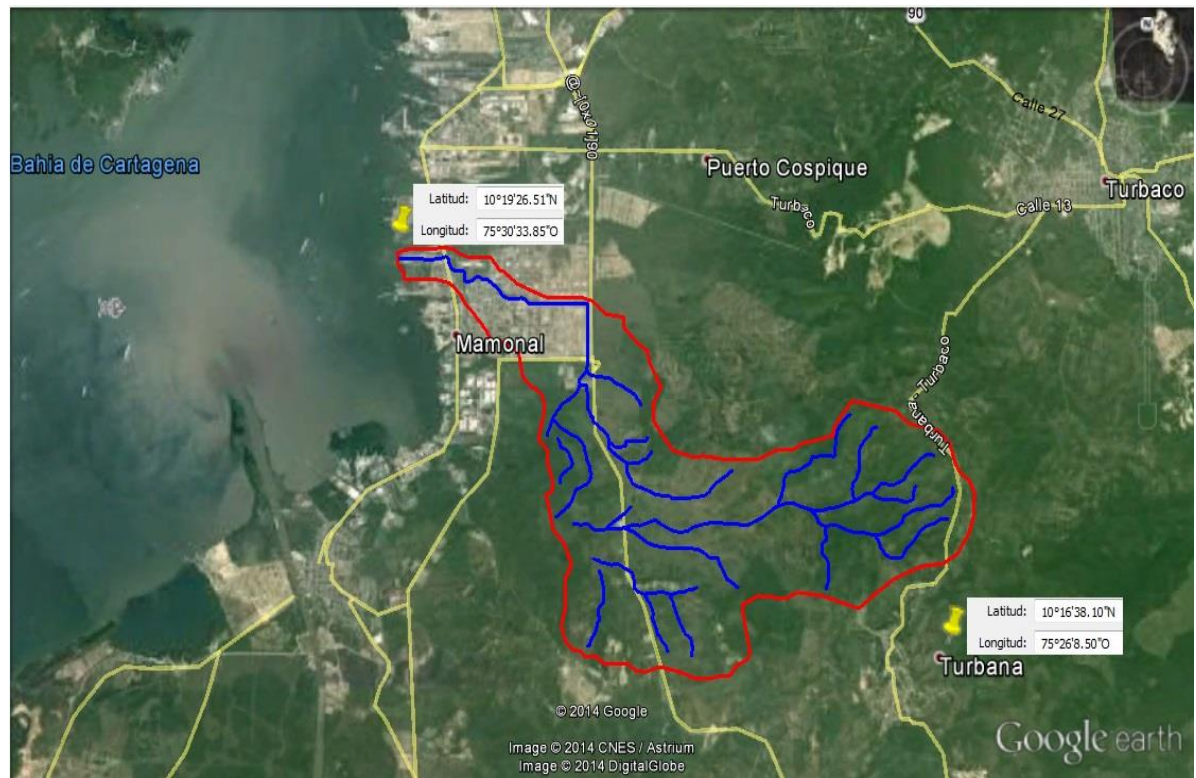 90
Calle 27
Bahia de Cartagena
Puerto Cospique
Turbaco
Turbaco
Calle 13
Latitud: 10°19'26.51"N
Longitud: 75°30'33.85"O
Mamonal
Turbaco
Turbana
Latitud: 10°16'38.10"N
Longitud: 75°26'8.50"O
Turbana
© 2014 Google
Image © 2014 CNES / Astrium
Image © 2014 DigitalGlobe
Google earth